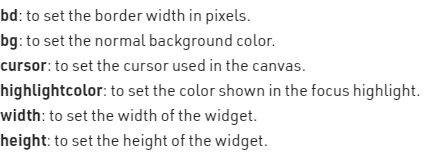 bd: to set the border width in pixels.
bg: to set the normal background color.
cursor: to set the cursor used in the canvas.
highlightcolor: to set the color shown in the focus highlight.
width: to set the width of the widget.
height: to set the height of the widget.